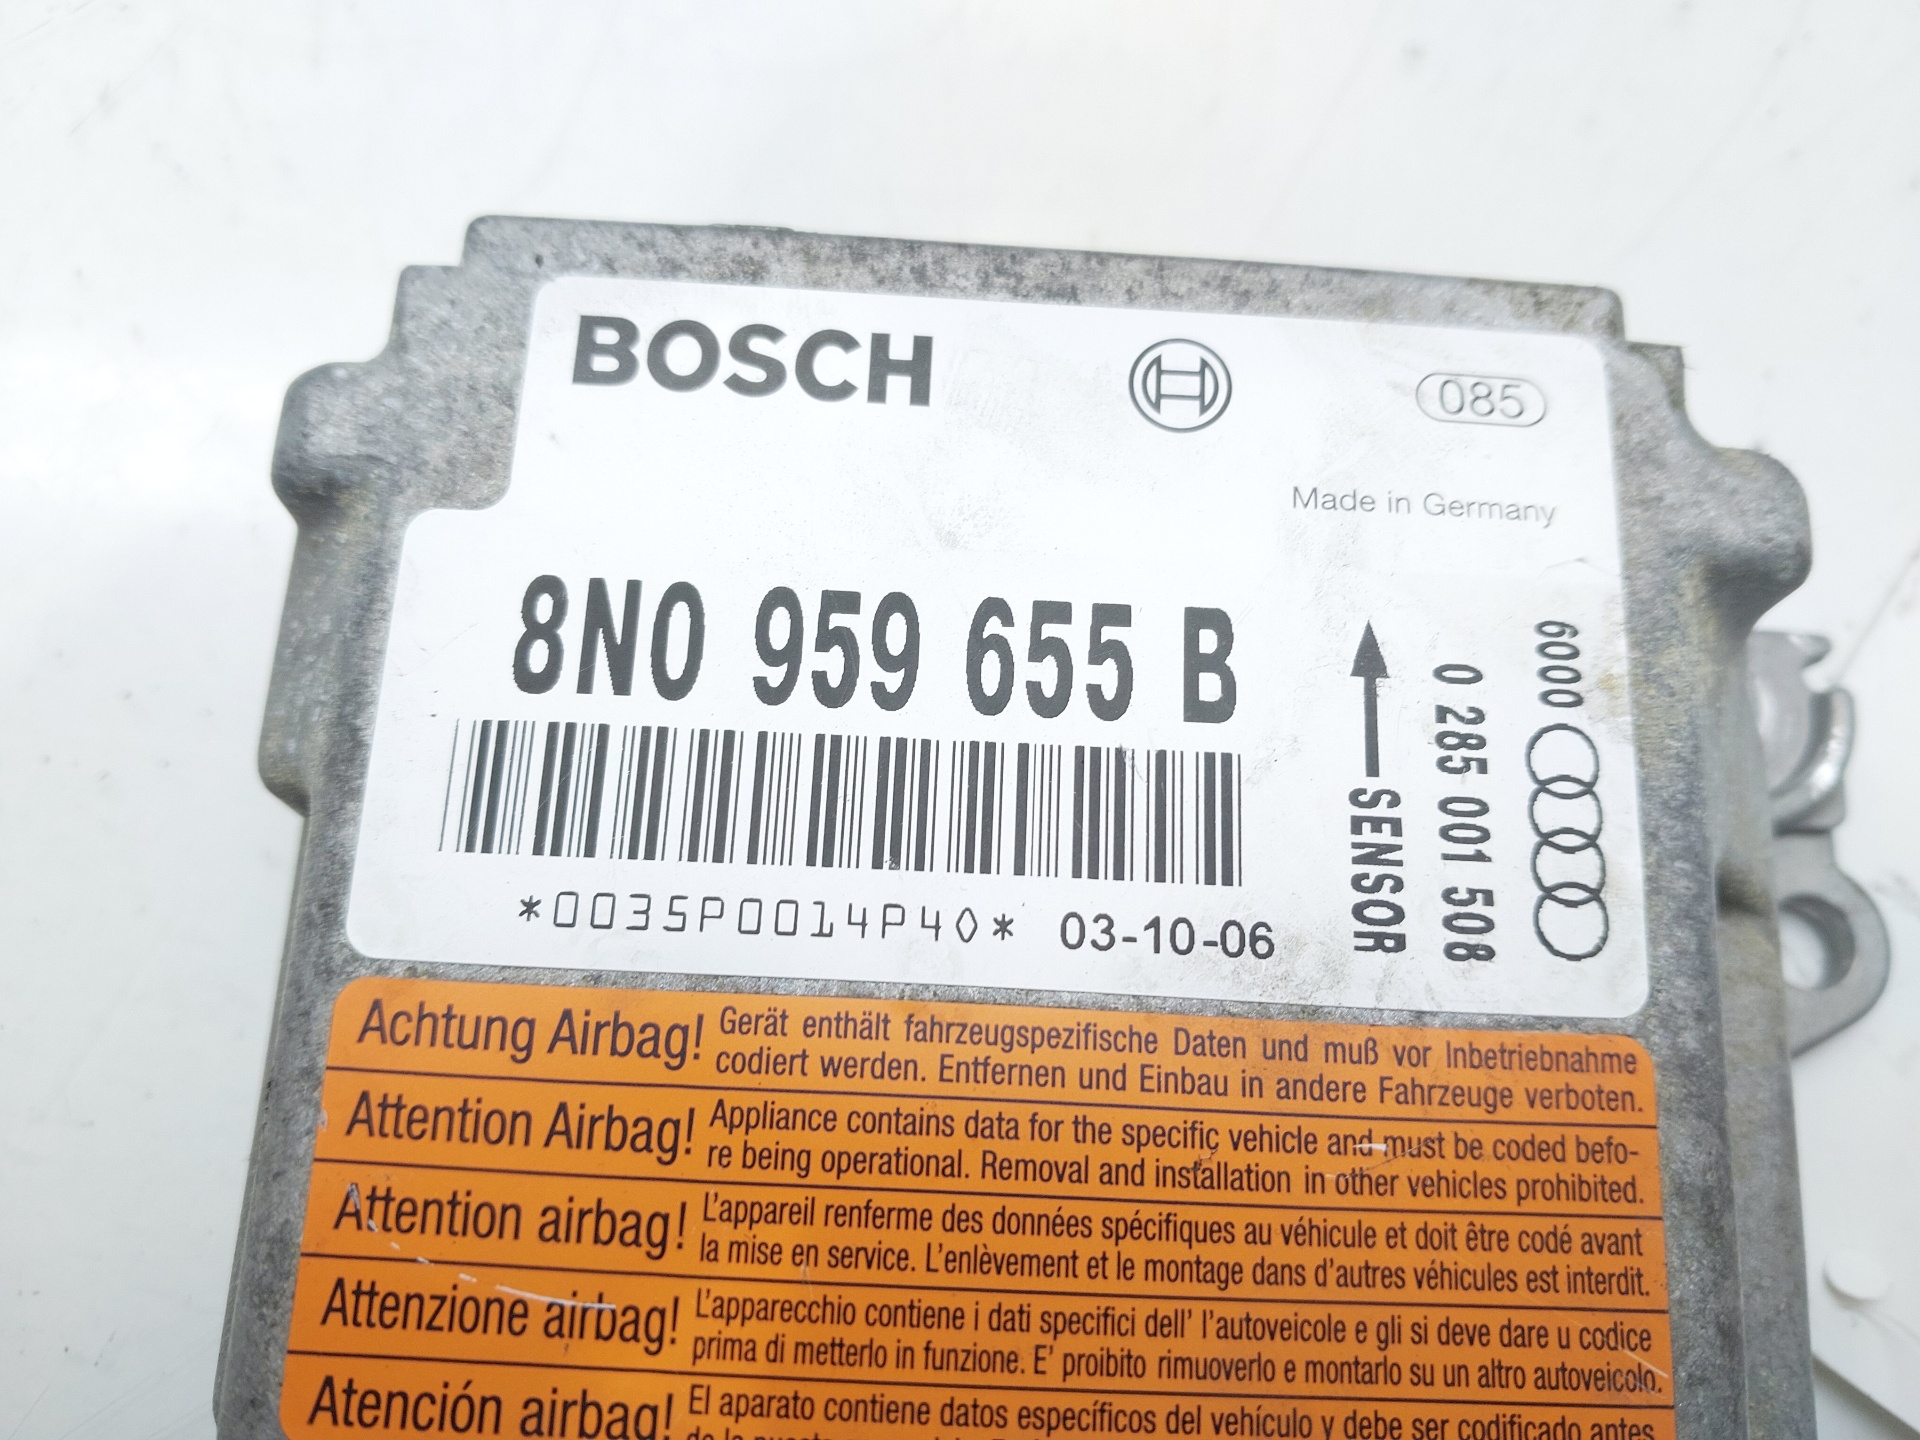 BOSCH
085
Made in Germany
8N0 959 655 B
*0035P0014P40* 03-10-06
SENSOR
0 285 001 508
6000
Achtung Airbag! Gerät enthält fahrzeugspezifische Daten und muß vor Inbetriebnahme
codiert werden. Entfernen und Einbau in andere Fahrzeuge verboten.
Attention Airbag! Appliance contains data for the specific vehicle and must be coded befo-
re being operational. Removal and installation in other vehicles prohibited.
Attention airbag! L'appareil renferme des données spécifiques au véhicule et doit être codé avant
la mise en service. L'enlèvement et le montage dans d'autres véhicules est interdit.
Attenzione airbag! L'apparecchio contiene i dati specifici dell' l'autoveicole e gli si deve dare u codice
prima di metterlo in funzione. E' proibito rimuoverlo e montarlo su un altro autoveicolo.
Atención airbag! El aparato contiene datos específicos del vehículo y debe ser codificado antes